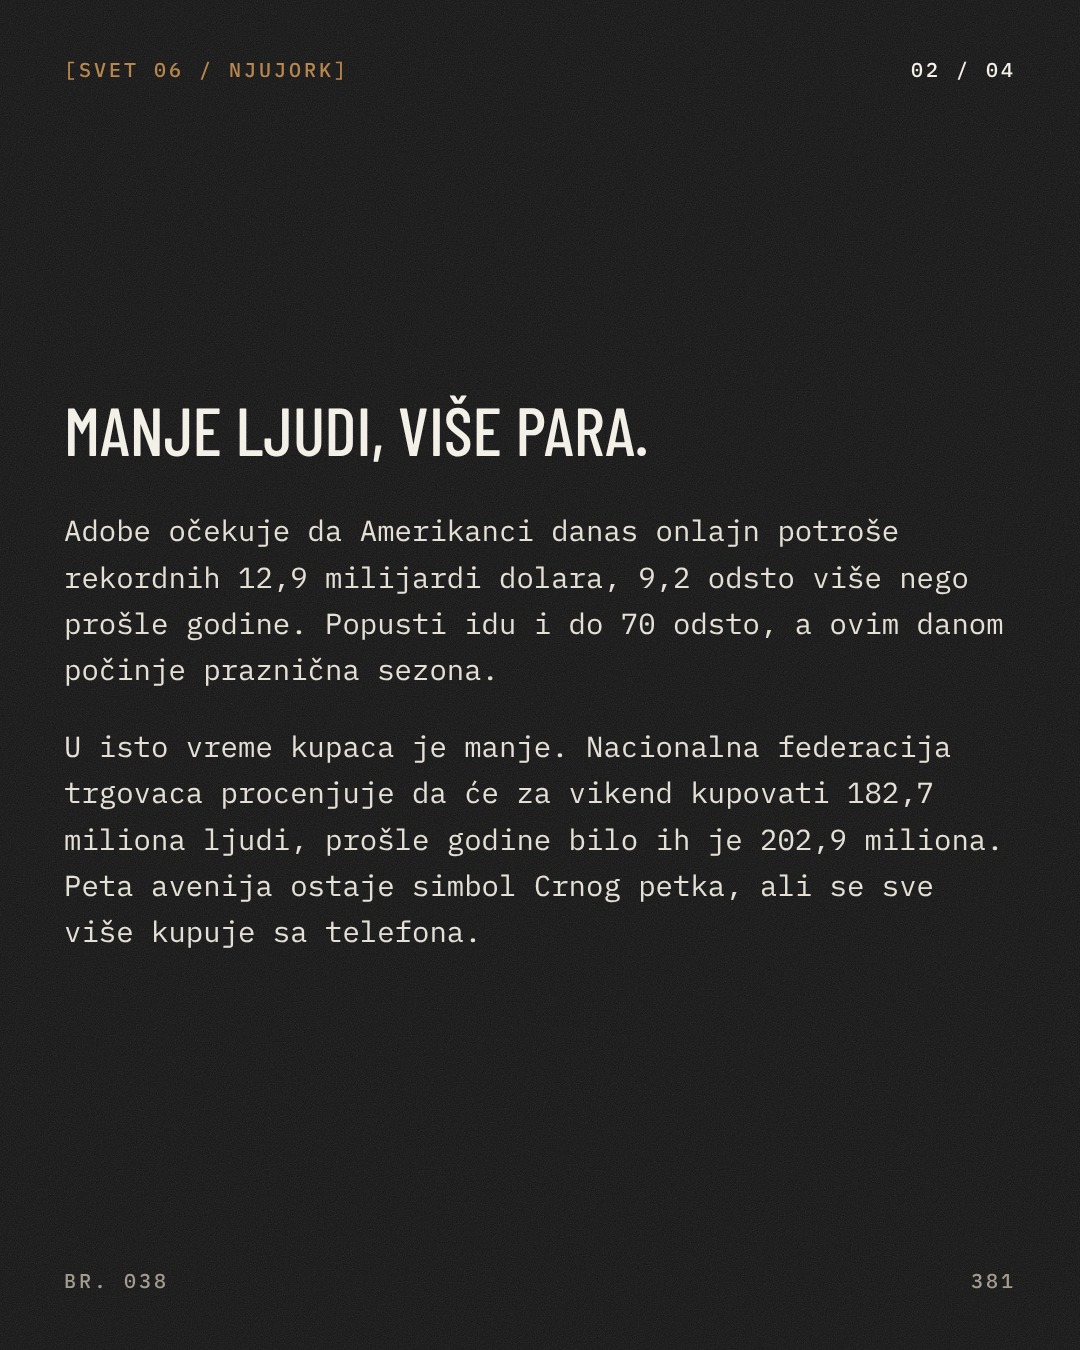 [SVET 06 / NJUJORK]
02 / 04
MANJE LJUDI, VIŠE PARA.
Adobe očekuje da Amerikanci danas onlajn potroše
rekordnih 12,9 milijardi dolara, 9,2 odsto više nego
prošle godine. Popusti idu i do 70 odsto, a ovim danom
počinje praznična sezona.
U isto vreme kupaca je manje. Nacionalna federacija
trgovaca procenjuje da će za vikend kupovati 182,7
miliona ljudi, prošle godine bilo ih je 202,9 miliona.
Peta avenija ostaje simbol Crnog petka, ali se sve
više kupuje sa telefona.
BR. 038
381